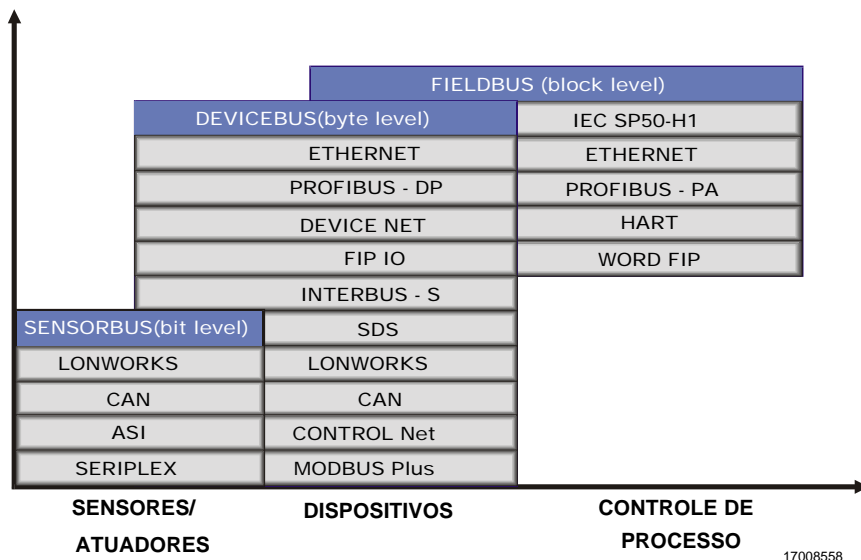 FIELDBUS (block level)
DEVICEBUS(byte level)
IEC SP50-H1
ETHERNET
ETHERNET
PROFIBUS - DP
PROFIBUS - PA
DEVICE NET
HART
FIP IO
WORD FIP
INTERBUS - S
SENSORBUS(bit level)
SDS
LONWORKS
LONWORKS
CAN
CAN
ASI
CONTROL Net
SERIPLEX
MODBUS Plus
SENSORES/
ATUADORES
DISPOSITIVOS
CONTROLE DE
PROCESSO
17008558